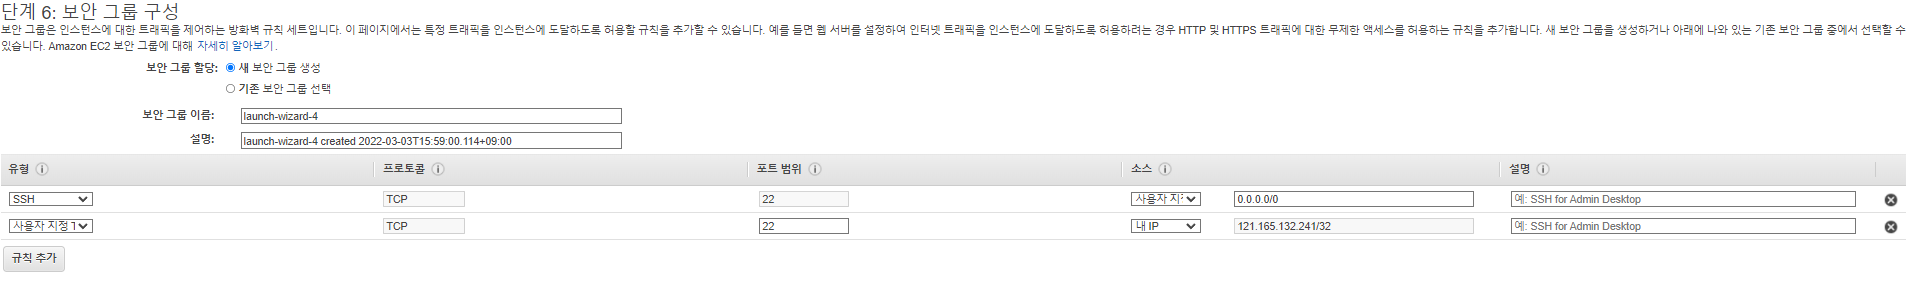 단계 6: 보안 그룹 구성
보안 그룹은 인스턴스에 대한 트래픽을 제어하는 방화벽 규칙 세트입니다. 이 페이지에서는 특정 트래픽을 인스턴스에 도달하도록 허용할 규칙을 추가할 수 있습니다. 예를 들면 웹 서버를 설정하여 인터넷 트래픽을 인스턴스에 도달하도록 허용하려는 경우 HTTP 및 HTTPS 트래픽에 대한 무제한 액세스를 허용하는 규칙을 추가합니다. 새 보안 그룹을 생성하거나 아래에 나와 있는 기존 보안 그룹 중에서 선택할 수
있습니다. Amazon EC2 보안 그룹에 대해 자세히 알아보기.
보안 그룹 할당: 새 보안 그룹 생성
기존 보안 그룹 선택
보안 그룹 이름: launch-wizard-4
설명: launch-wizard-4 created 2022-03-03T15:59:00.114+09:00
유형 프로토콜 포트 범위 소스 설명
SSH TCP 22 사용자 지정 0.0.0.0/0 예: SSH for Admin Desktop
사용자 지정 T TCP 22 내 IP 121.165.132.241/32 예: SSH for Admin Desktop
규칙 추가